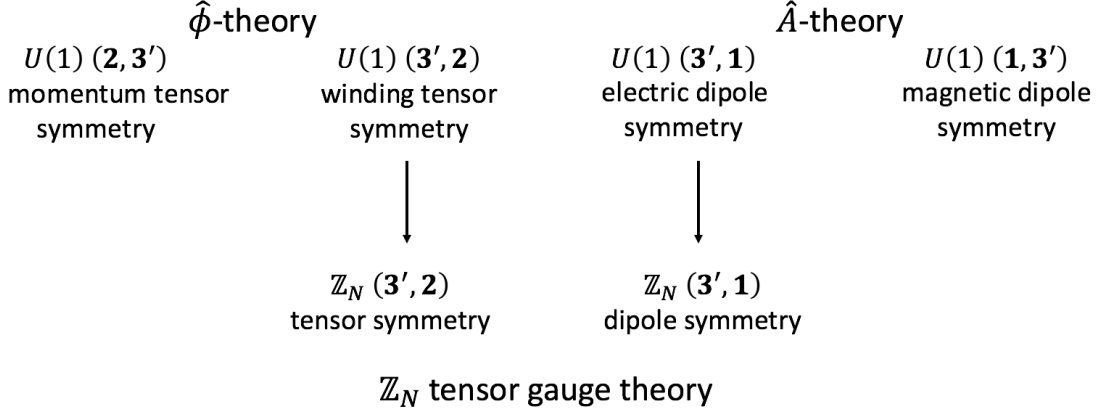 ϕ̂-theory
Â-theory
U(1) (2, 3′)
momentum tensor
symmetry
U(1) (3′, 2)
winding tensor
symmetry
U(1) (3′, 1)
electric dipole
symmetry
U(1) (1, 3′)
magnetic dipole
symmetry
ℤ_N (3′, 2)
tensor symmetry
ℤ_N (3′, 1)
dipole symmetry
ℤ_N tensor gauge theory